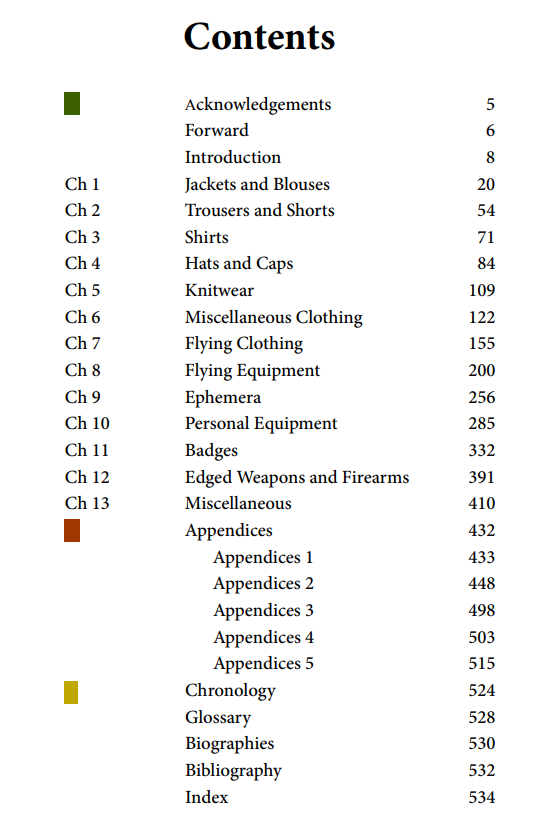 Contents
Acknowledgements 5
Forward 6
Introduction 8
Ch 1 Jackets and Blouses 20
Ch 2 Trousers and Shorts 54
Ch 3 Shirts 71
Ch 4 Hats and Caps 84
Ch 5 Knitwear 109
Ch 6 Miscellaneous Clothing 122
Ch 7 Flying Clothing 155
Ch 8 Flying Equipment 200
Ch 9 Ephemera 256
Ch 10 Personal Equipment 285
Ch 11 Badges 332
Ch 12 Edged Weapons and Firearms 391
Ch 13 Miscellaneous 410
Appendices 432
Appendices 1 433
Appendices 2 448
Appendices 3 498
Appendices 4 503
Appendices 5 515
Chronology 524
Glossary 528
Biographies 530
Bibliography 532
Index 534